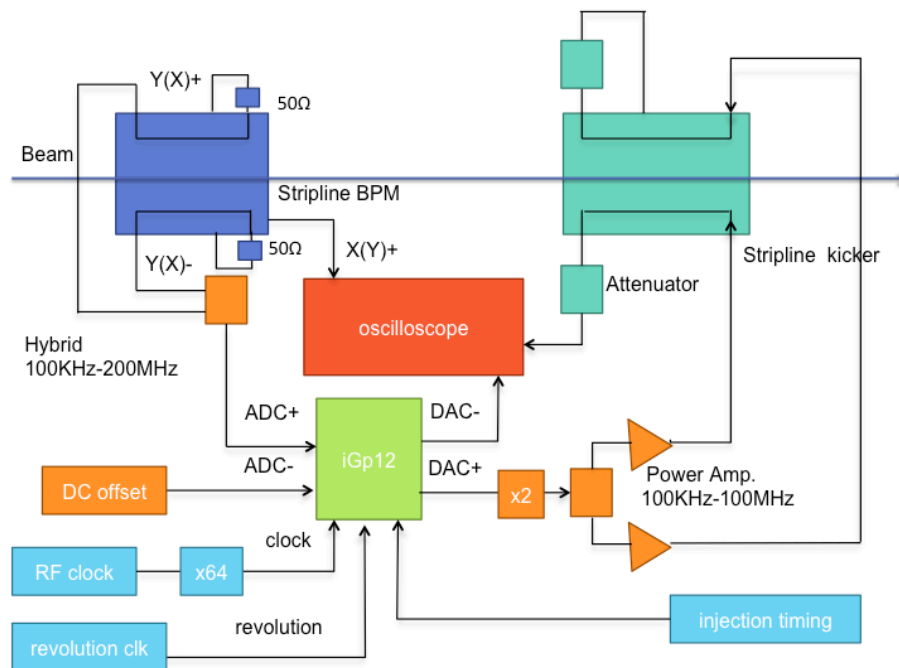 Y(X)+
50Ω
Beam
Stripline BPM
50Ω
X(Y)+
Y(X)-
Stripline kicker
Attenuator
oscilloscope
Hybrid
100KHz-200MHz
ADC+
DAC-
ADC-
iGp12
DAC+
Power Amp.
100KHz-100MHz
DC offset
x2
clock
RF clock
x64
revolution
injection timing
revolution clk